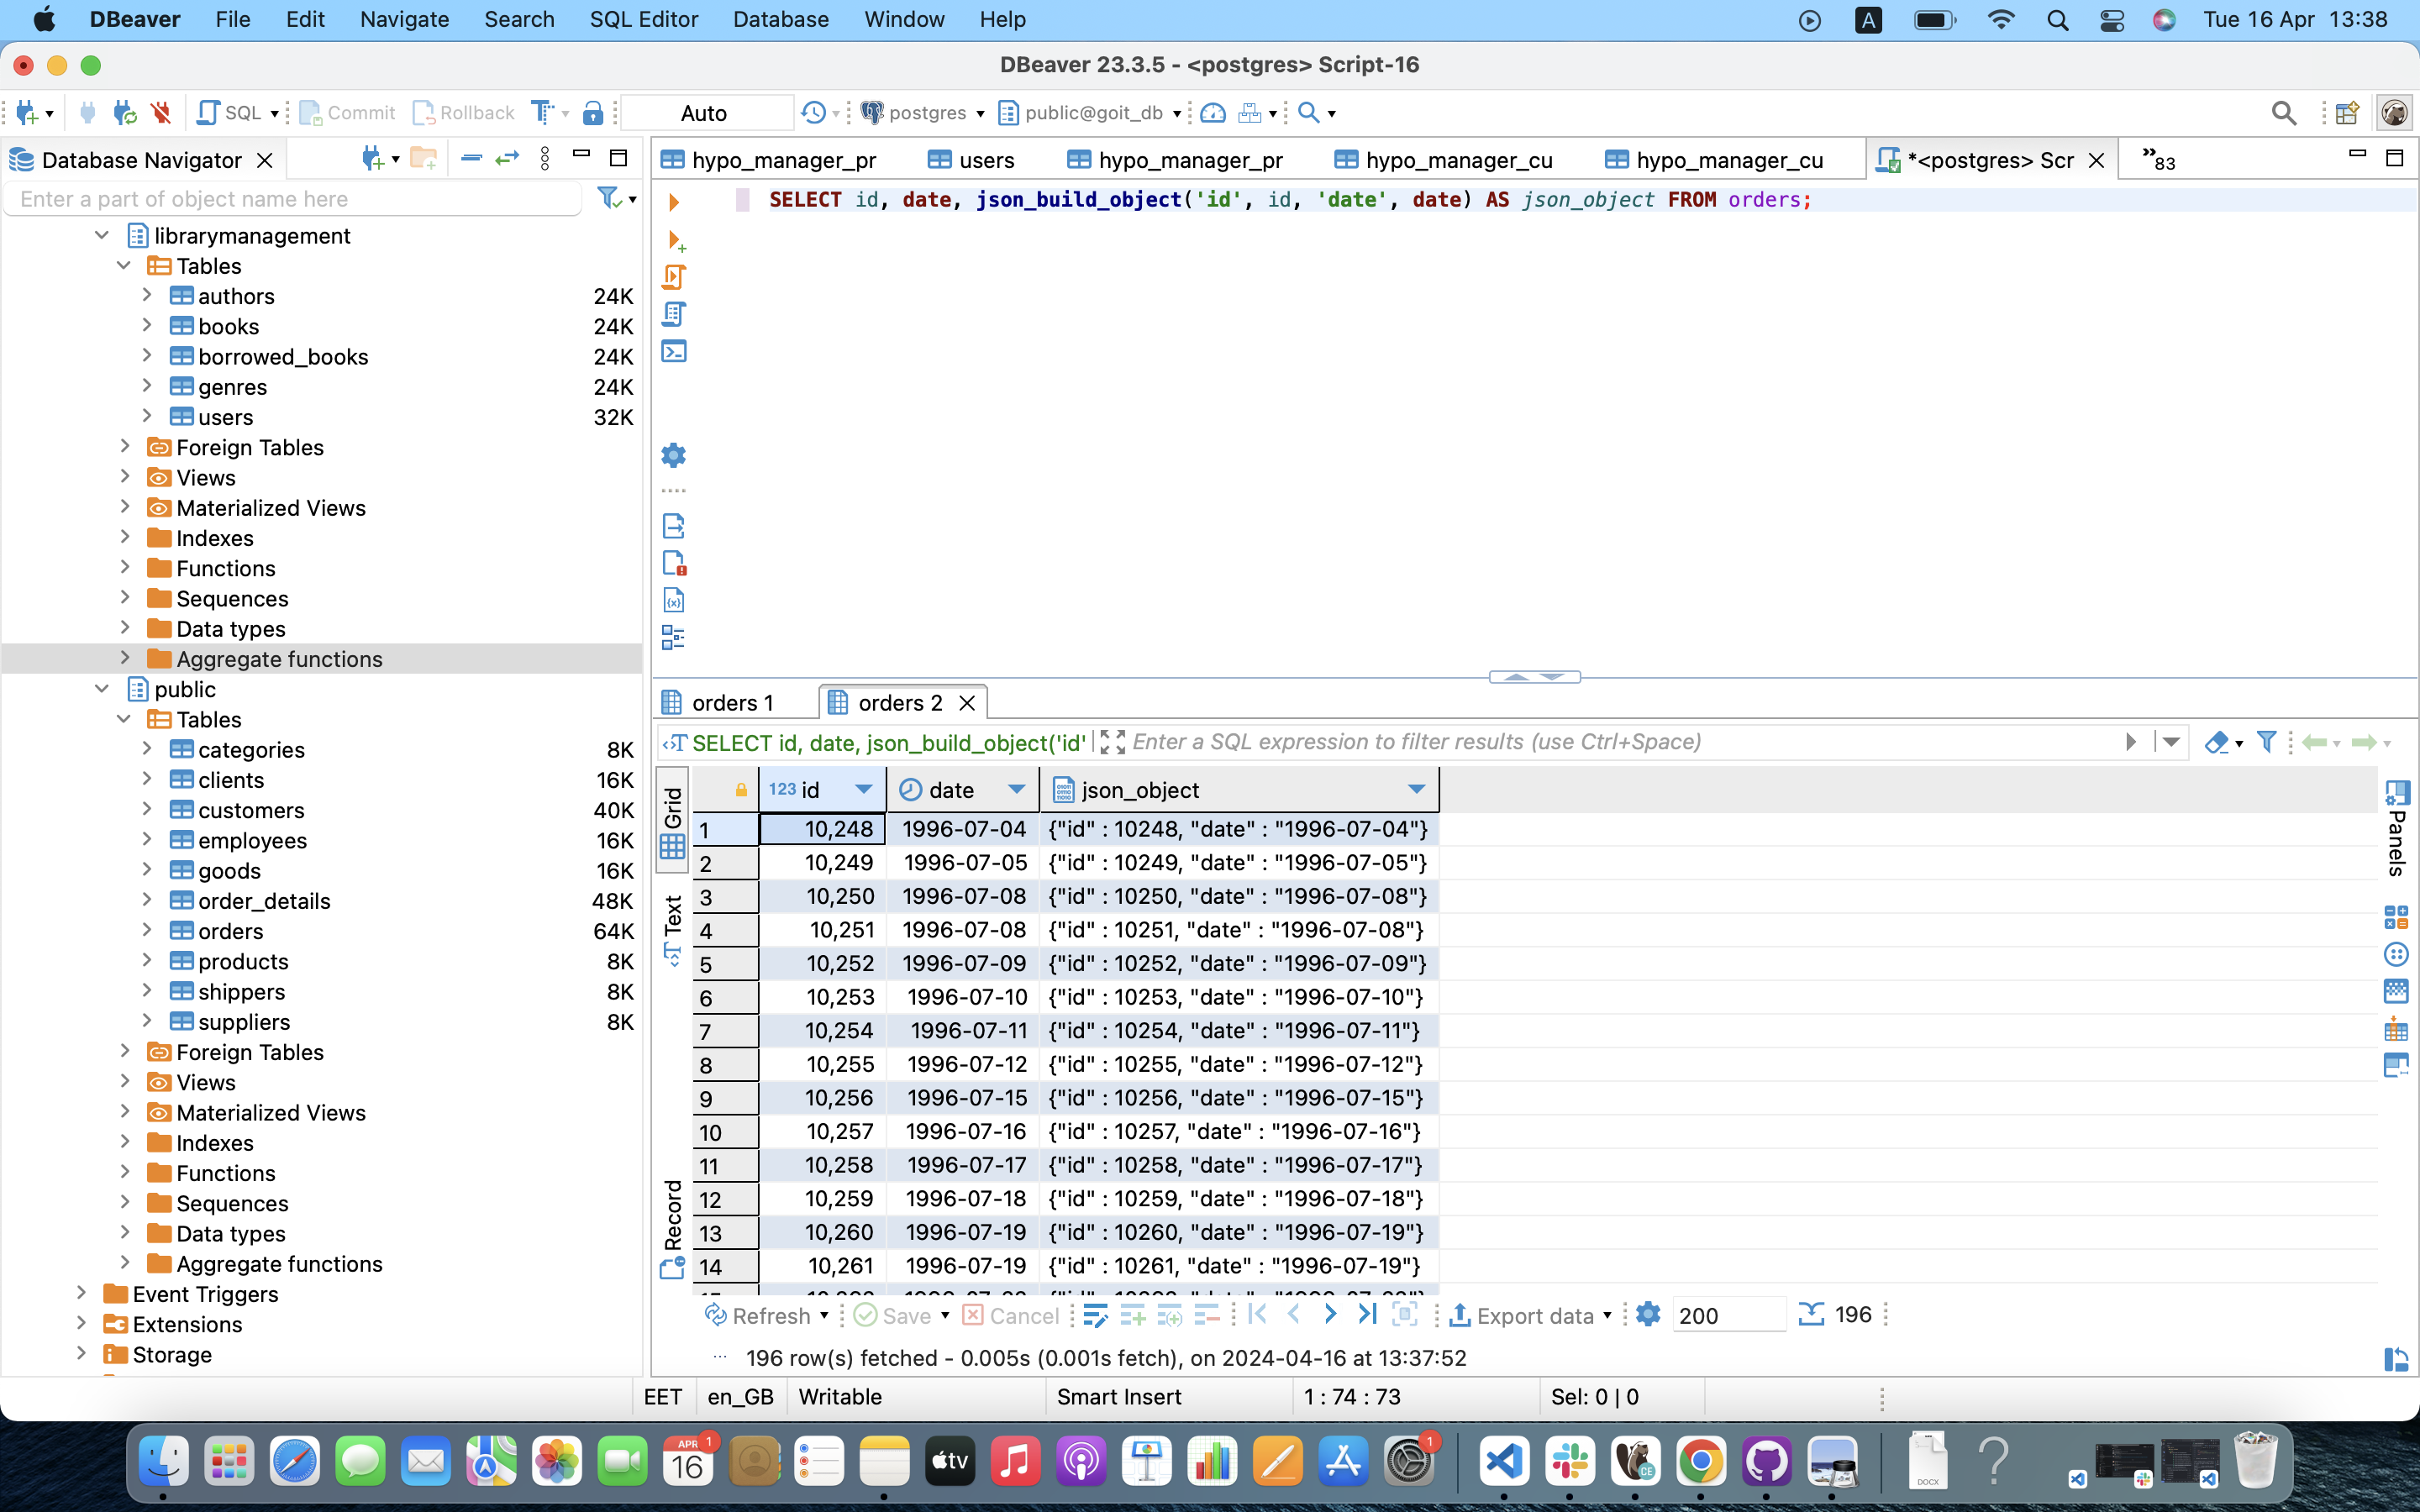 DBeaver File Edit Navigate Search SQL Editor Database Window Help A Tue 16 Apr 13:38
DBeaver 23.3.5 - <postgres> Script-16
SQL Commit Rollback Auto postgres public@goit_db
Database Navigator
Enter a part of object name here
librarymanagement
Tables
authors 24K
books 24K
borrowed_books 24K
genres 24K
users 32K
Foreign Tables
Views
Materialized Views
Indexes
Functions
Sequences
Data types
Aggregate functions
public
Tables
categories 8K
clients 16K
customers 40K
employees 16K
goods 16K
order_details 48K
orders 64K
products 8K
shippers 8K
suppliers 8K
Foreign Tables
Views
Materialized Views
Indexes
Functions
Sequences
Data types
Aggregate functions
Event Triggers
Extensions
Storage
hypo_manager_pr users hypo_manager_pr hypo_manager_cu hypo_manager_cu *<postgres> Scr »83
SELECT id, date, json_build_object('id', id, 'date', date) AS json_object FROM orders;
orders 1 orders 2
SELECT id, date, json_build_object('id' Enter a SQL expression to filter results (use Ctrl+Space)
Grid
Text
Record
Panels
123 id date json_object
1 10,248 1996-07-04 {"id" : 10248, "date" : "1996-07-04"}
2 10,249 1996-07-05 {"id" : 10249, "date" : "1996-07-05"}
3 10,250 1996-07-08 {"id" : 10250, "date" : "1996-07-08"}
4 10,251 1996-07-08 {"id" : 10251, "date" : "1996-07-08"}
5 10,252 1996-07-09 {"id" : 10252, "date" : "1996-07-09"}
6 10,253 1996-07-10 {"id" : 10253, "date" : "1996-07-10"}
7 10,254 1996-07-11 {"id" : 10254, "date" : "1996-07-11"}
8 10,255 1996-07-12 {"id" : 10255, "date" : "1996-07-12"}
9 10,256 1996-07-15 {"id" : 10256, "date" : "1996-07-15"}
10 10,257 1996-07-16 {"id" : 10257, "date" : "1996-07-16"}
11 10,258 1996-07-17 {"id" : 10258, "date" : "1996-07-17"}
12 10,259 1996-07-18 {"id" : 10259, "date" : "1996-07-18"}
13 10,260 1996-07-19 {"id" : 10260, "date" : "1996-07-19"}
14 10,261 1996-07-19 {"id" : 10261, "date" : "1996-07-19"}
Refresh Save Cancel Export data 200 196
196 row(s) fetched - 0.005s (0.001s fetch), on 2024-04-16 at 13:37:52
EET en_GB Writable Smart Insert 1 : 74 : 73 Sel: 0 | 0
APR 1
16
tv
1
CE
DOCX